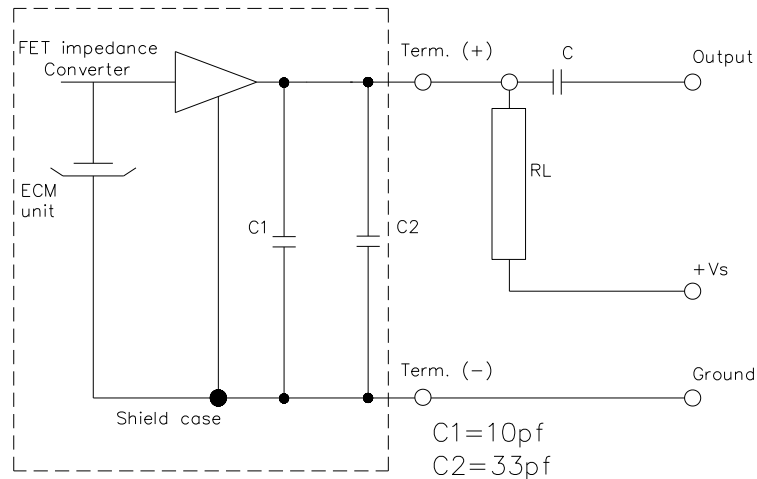 FET impedance
Converter
Term. (+)
C
Output
ECM
unit
RL
C1
C2
+Vs
Term. (-)
Ground
Shield case
C1=10pf
C2=33pf